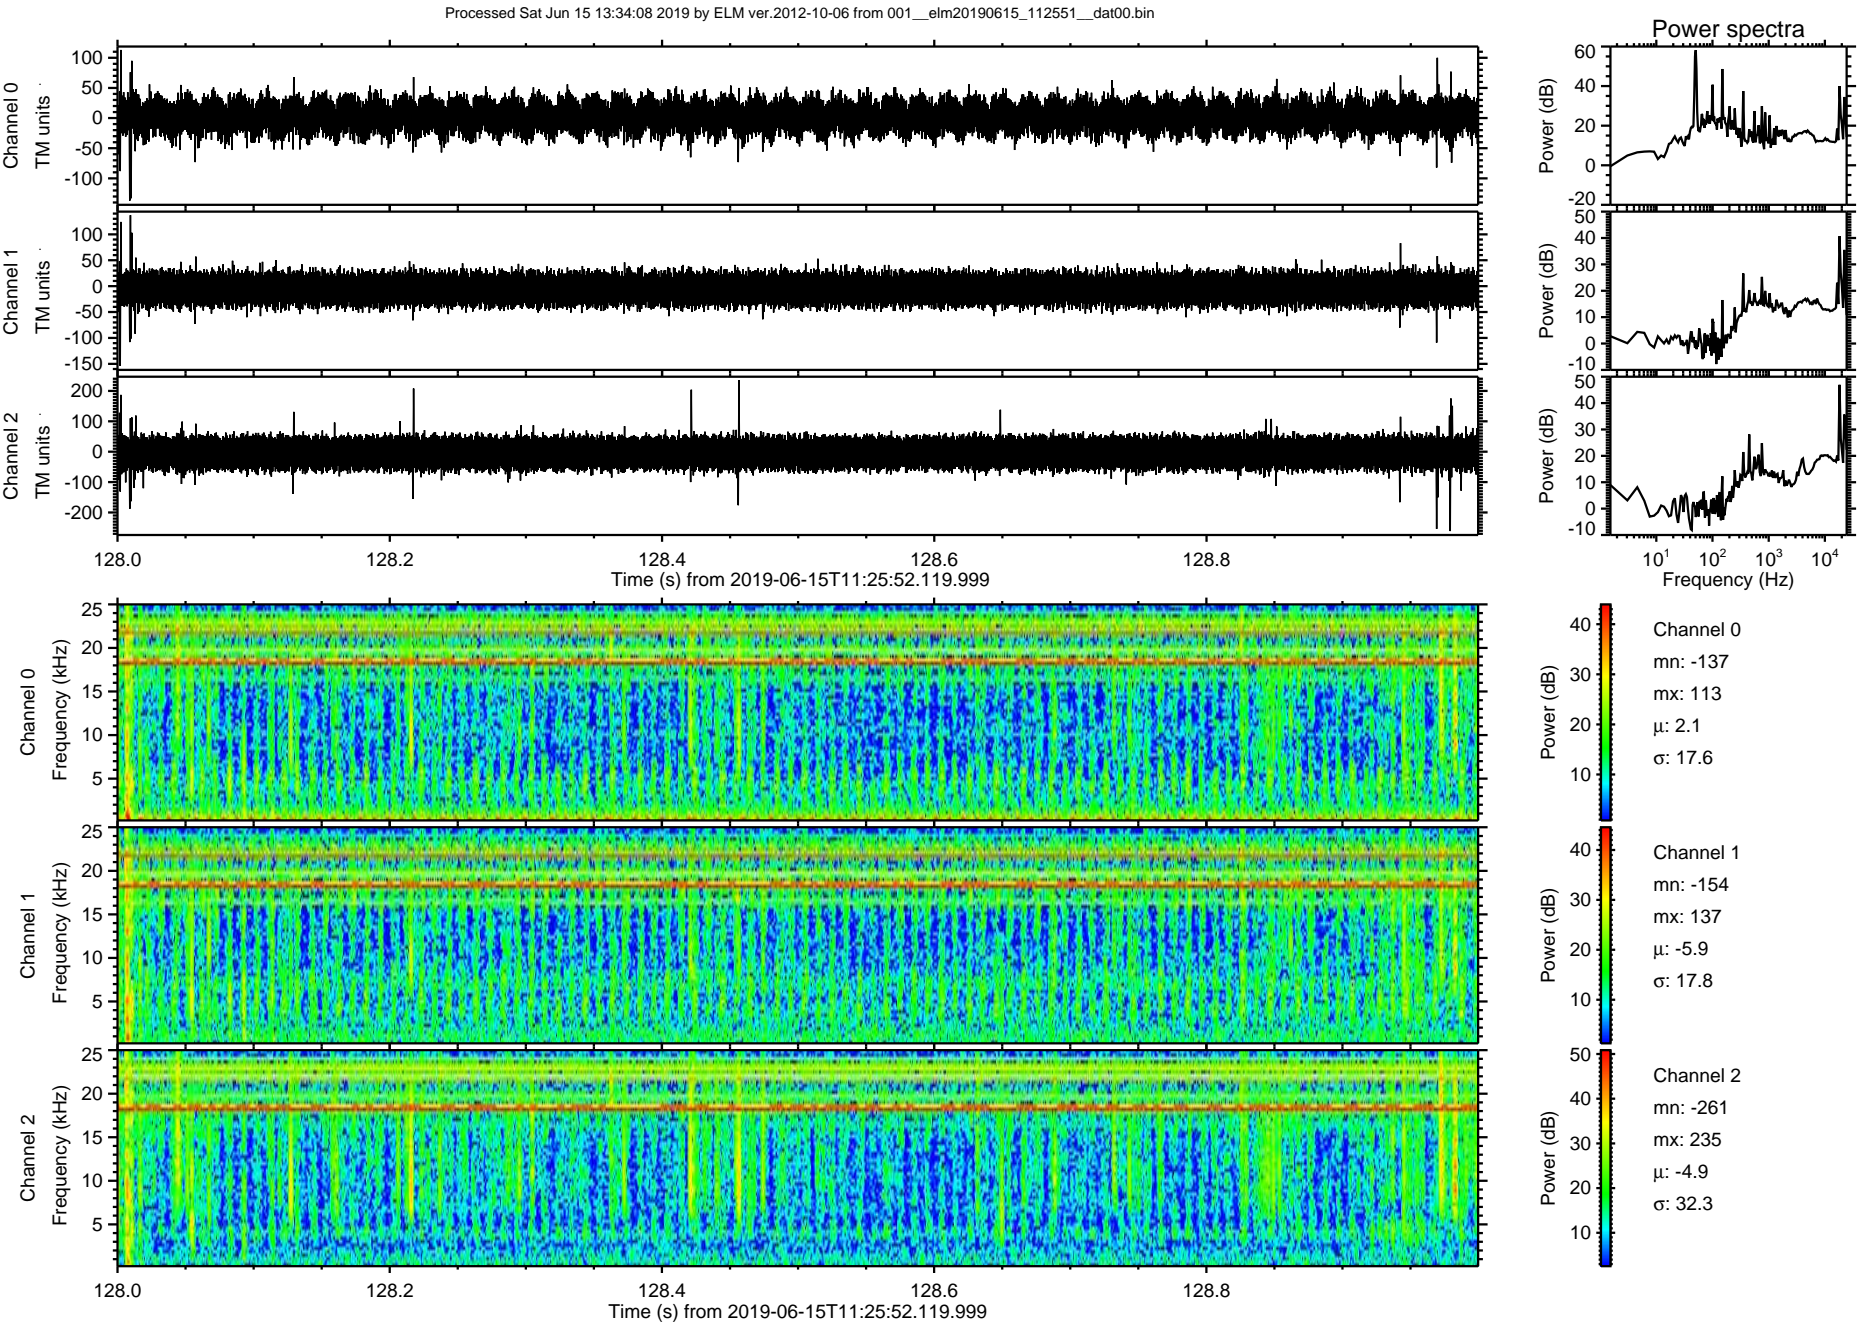 Processed Sat Jun 15 13:34:08 2019 by ELM ver.2012-10-06 from 001__elm20190615_112551__dat00.bin
Power spectra
Channel 0
TM units
100
50
0
-50
-100
Power (dB)
60
40
20
0
-20
Channel 1
TM units
100
50
0
-50
-100
-150
Power (dB)
50
40
30
20
10
0
-10
Channel 2
TM units
200
100
0
-100
-200
Power (dB)
50
40
30
20
10
0
-10
128.0 128.2 128.4 128.6 128.8
Time (s) from 2019-06-15T11:25:52.119.999
10¹ 10² 10³ 10⁴
Frequency (Hz)
Channel 0
Frequency (kHz)
25
20
15
10
5
Power (dB)
40
30
20
10
Channel 0
mn: -137
mx: 113
μ: 2.1
σ: 17.6
Channel 1
Frequency (kHz)
25
20
15
10
5
Power (dB)
40
30
20
10
Channel 1
mn: -154
mx: 137
μ: -5.9
σ: 17.8
Channel 2
Frequency (kHz)
25
20
15
10
5
Power (dB)
50
40
30
20
10
Channel 2
mn: -261
mx: 235
μ: -4.9
σ: 32.3
128.0 128.2 128.4 128.6 128.8
Time (s) from 2019-06-15T11:25:52.119.999